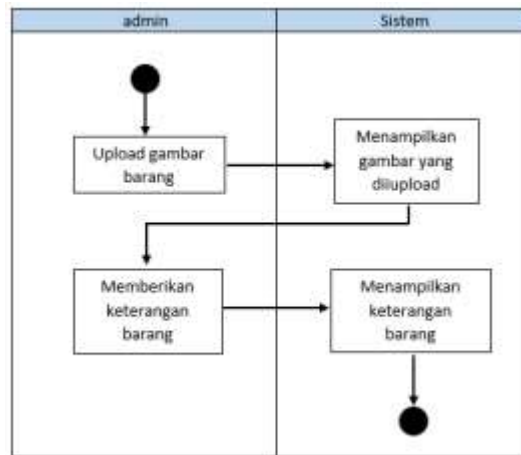 admin
Sistem
Upload gambar
barang
Menampilkan
gambar yang
diiupload
Memberikan
keterangan
barang
Menampilkan
keterangan
barang